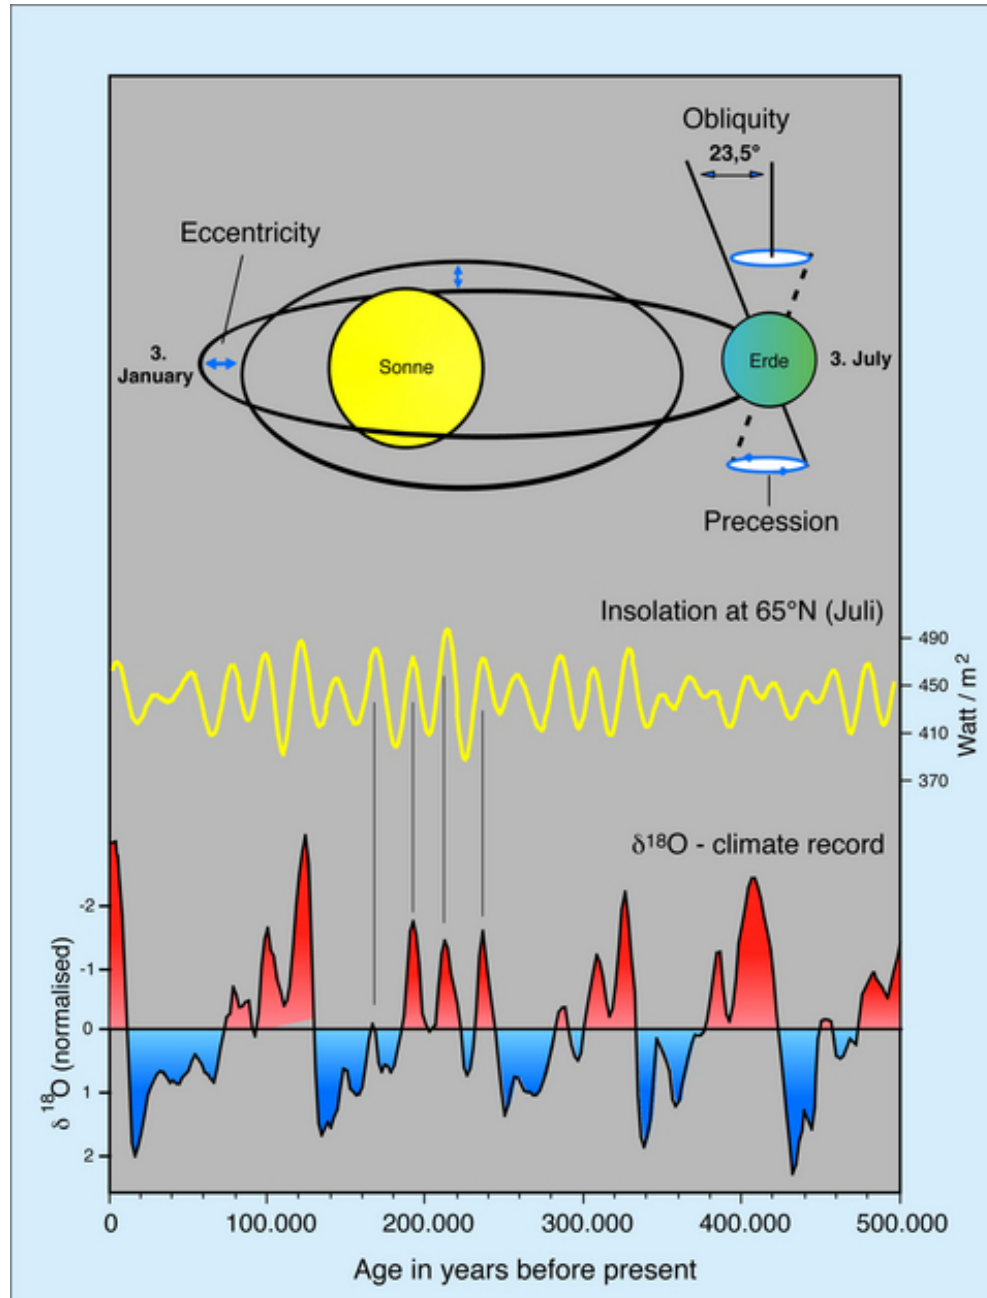 Obliquity
23,5°
Eccentricity
3.
January
Sonne
Erde
3. July
Precession
Insolation at 65°N (Juli)
490
450
410
370
Watt / m²
δ¹⁸O - climate record
-2
-1
0
1
2
δ ¹⁸O (normalised)
0
100.000
200.000
300.000
400.000
500.000
Age in years before present